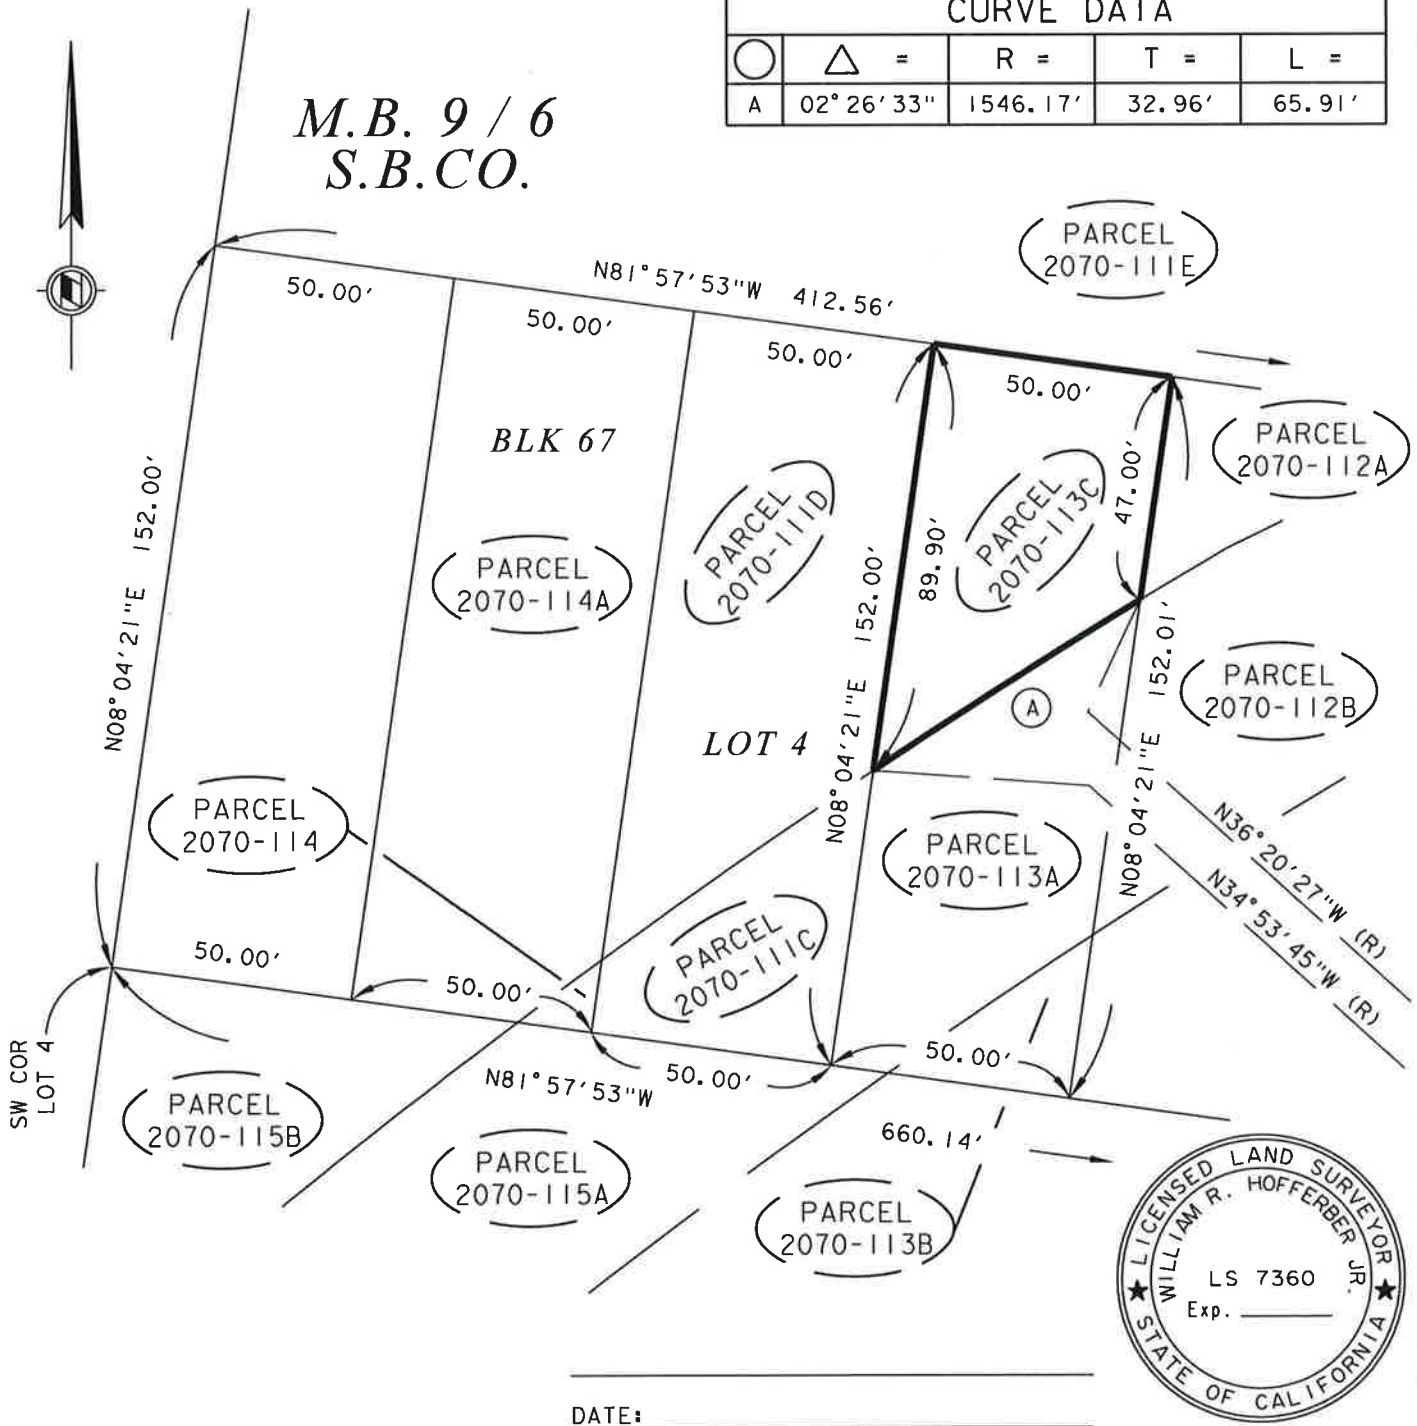 CURVE DATA
△ = R = T = L =
A 02°26'33" 1546.17' 32.96' 65.91'
M.B. 9 / 6
S.B.CO.
PARCEL
2070-111E
N81°57'53"W 412.56'
50.00'
50.00'
50.00'
50.00'
BLK 67
PARCEL
2070-112A
PARCEL
2070-111D
PARCEL
2070-113C
47.00'
N08°04'21"E 152.00'
PARCEL
2070-114A
89.90'
N08°04'21"E 152.00'
N08°04'21"E 152.01'
PARCEL
2070-112B
A
LOT 4
PARCEL
2070-114
PARCEL
2070-113A
N36°20'27"W (R)
N34°53'45"W (R)
PARCEL
2070-111C
50.00'
50.00'
SW COR
LOT 4
50.00'
50.00'
N81°57'53"W
660.14'
PARCEL
2070-115B
PARCEL
2070-115A
PARCEL
2070-113B
LICENSED LAND SURVEYOR
WILLIAM R. HOFFERBER JR.
LS 7360
Exp.
STATE OF CALIFORNIA
DATE: